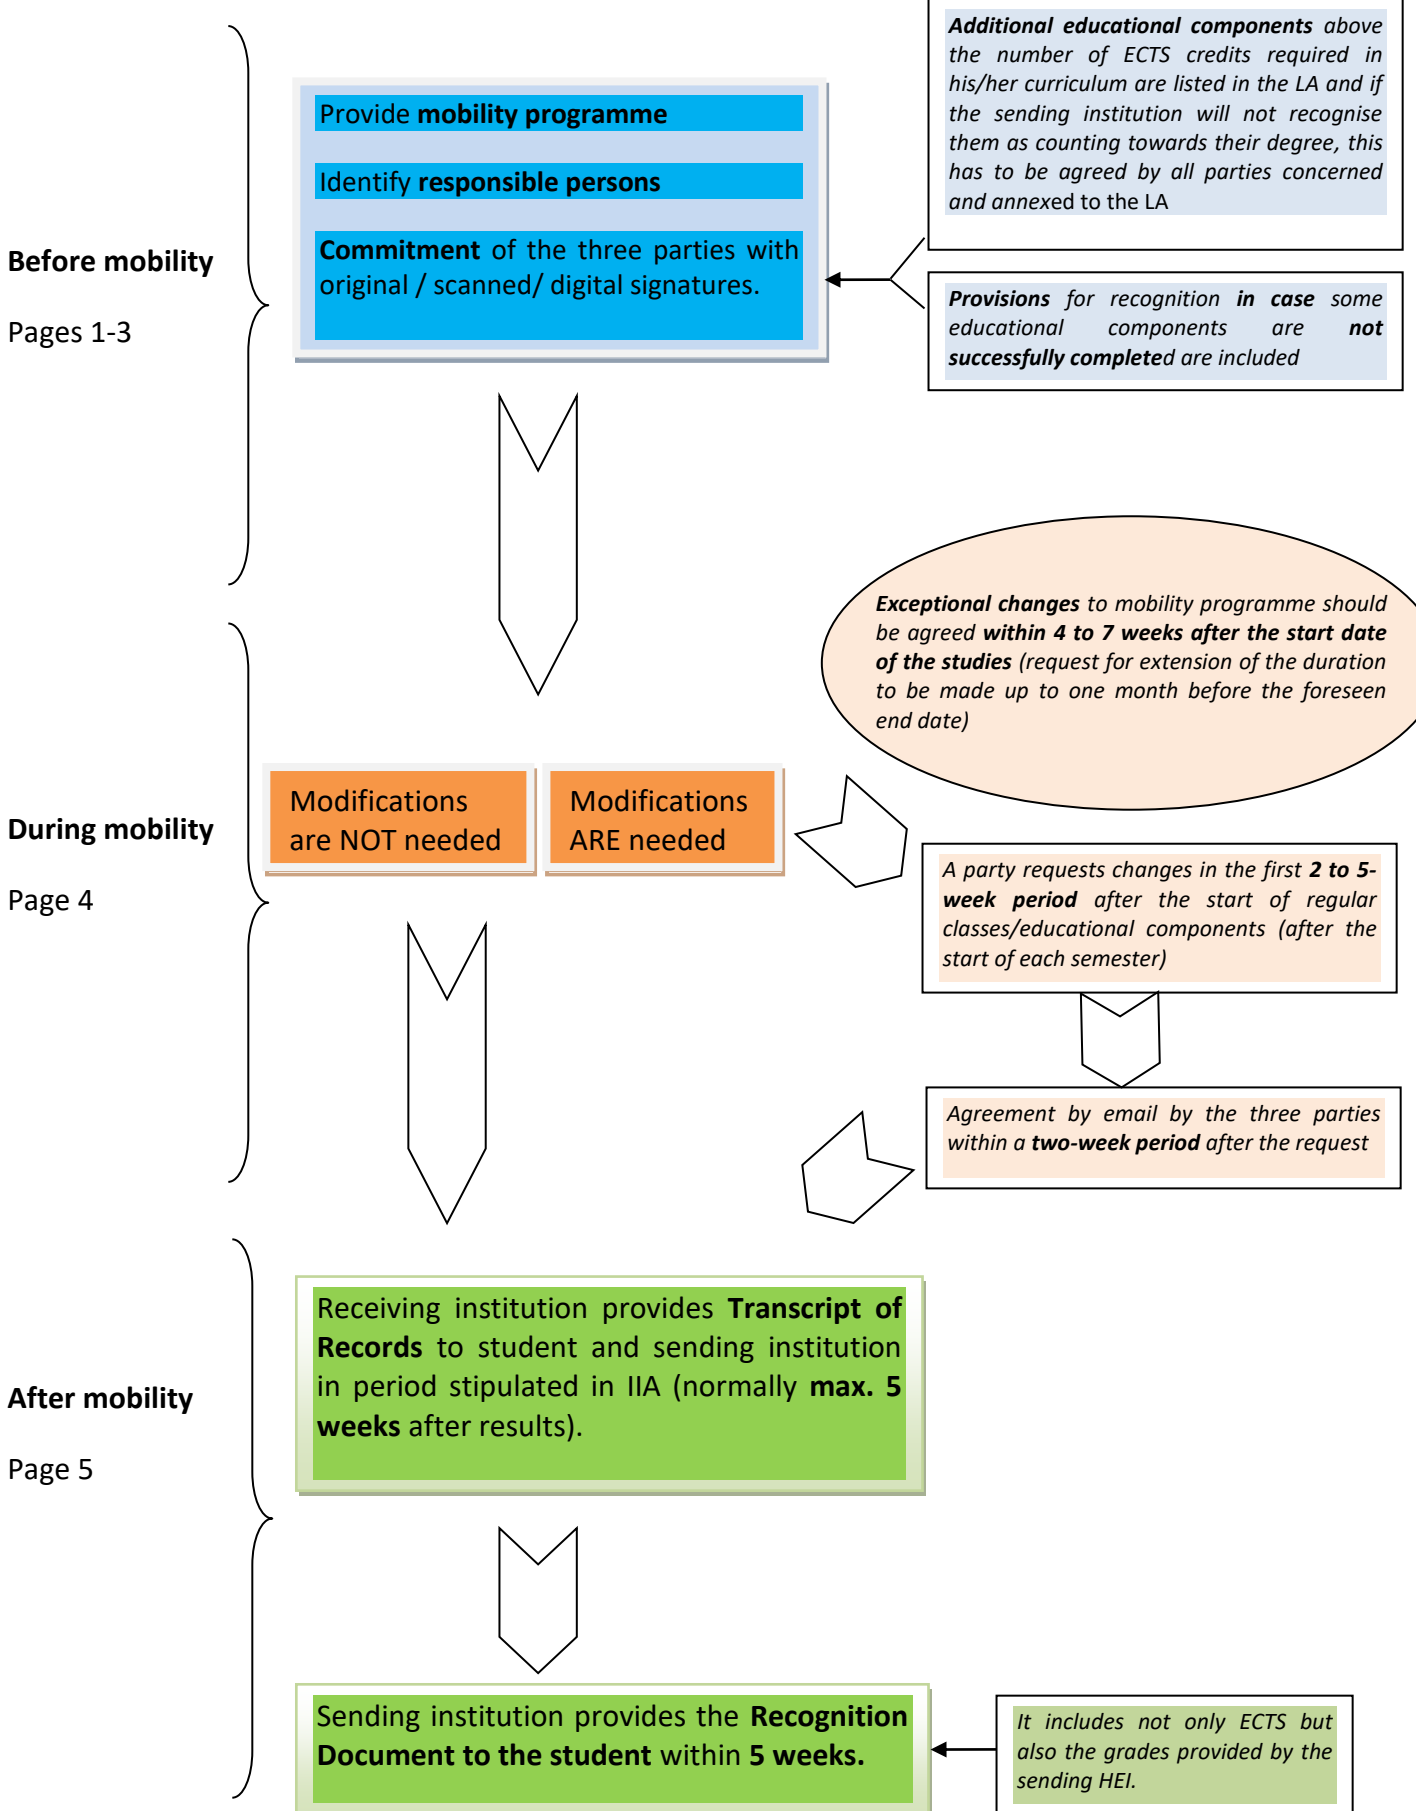 Additional educational components above
the number of ECTS credits required in
his/her curriculum are listed in the LA and if
the sending institution will not recognise
them as counting towards their degree, this
has to be agreed by all parties concerned
and annexed to the LA
Provide mobility programme
Identify responsible persons
Commitment of the three parties with
original / scanned/ digital signatures.
Before mobility
Pages 1-3
Provisions for recognition in case some
educational components are not
successfully completed are included
Exceptional changes to mobility programme should
be agreed within 4 to 7 weeks after the start date
of the studies (request for extension of the duration
to be made up to one month before the foreseen
end date)
During mobility
Page 4
Modifications
are NOT needed
Modifications
ARE needed
A party requests changes in the first 2 to 5-
week period after the start of regular
classes/educational components (after the
start of each semester)
Agreement by email by the three parties
within a two-week period after the request
After mobility
Page 5
Receiving institution provides Transcript of
Records to student and sending institution
in period stipulated in IIA (normally max. 5
weeks after results).
Sending institution provides the Recognition
Document to the student within 5 weeks.
It includes not only ECTS but
also the grades provided by the
sending HEI.